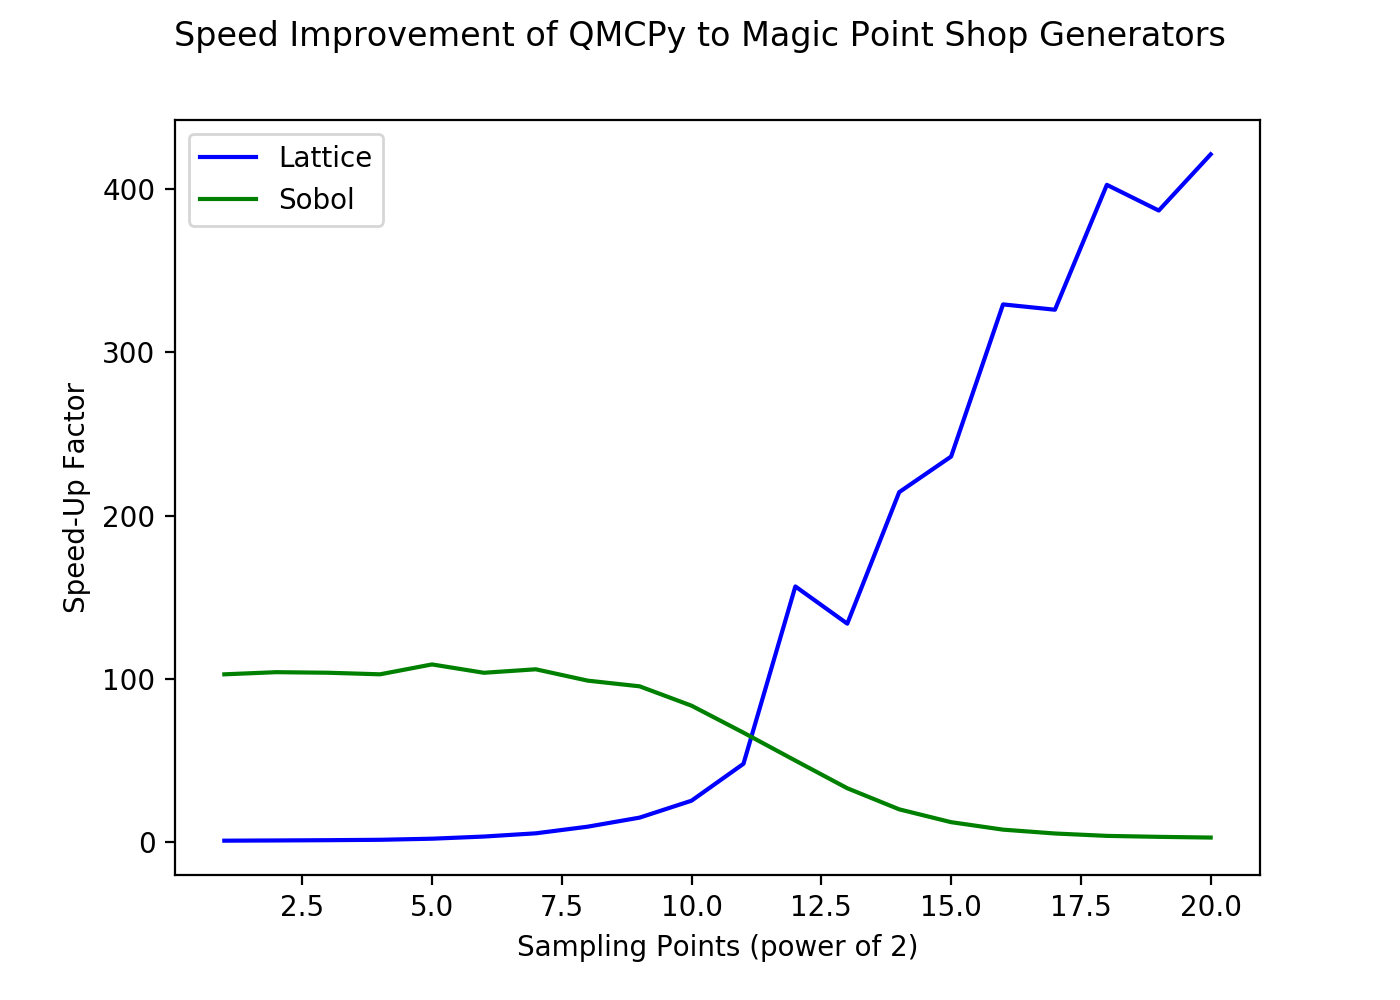 Speed Improvement of QMCPy to Magic Point Shop Generators
Lattice
Sobol
400
300
200
100
0
Speed-Up Factor
2.5 5.0 7.5 10.0 12.5 15.0 17.5 20.0
Sampling Points (power of 2)